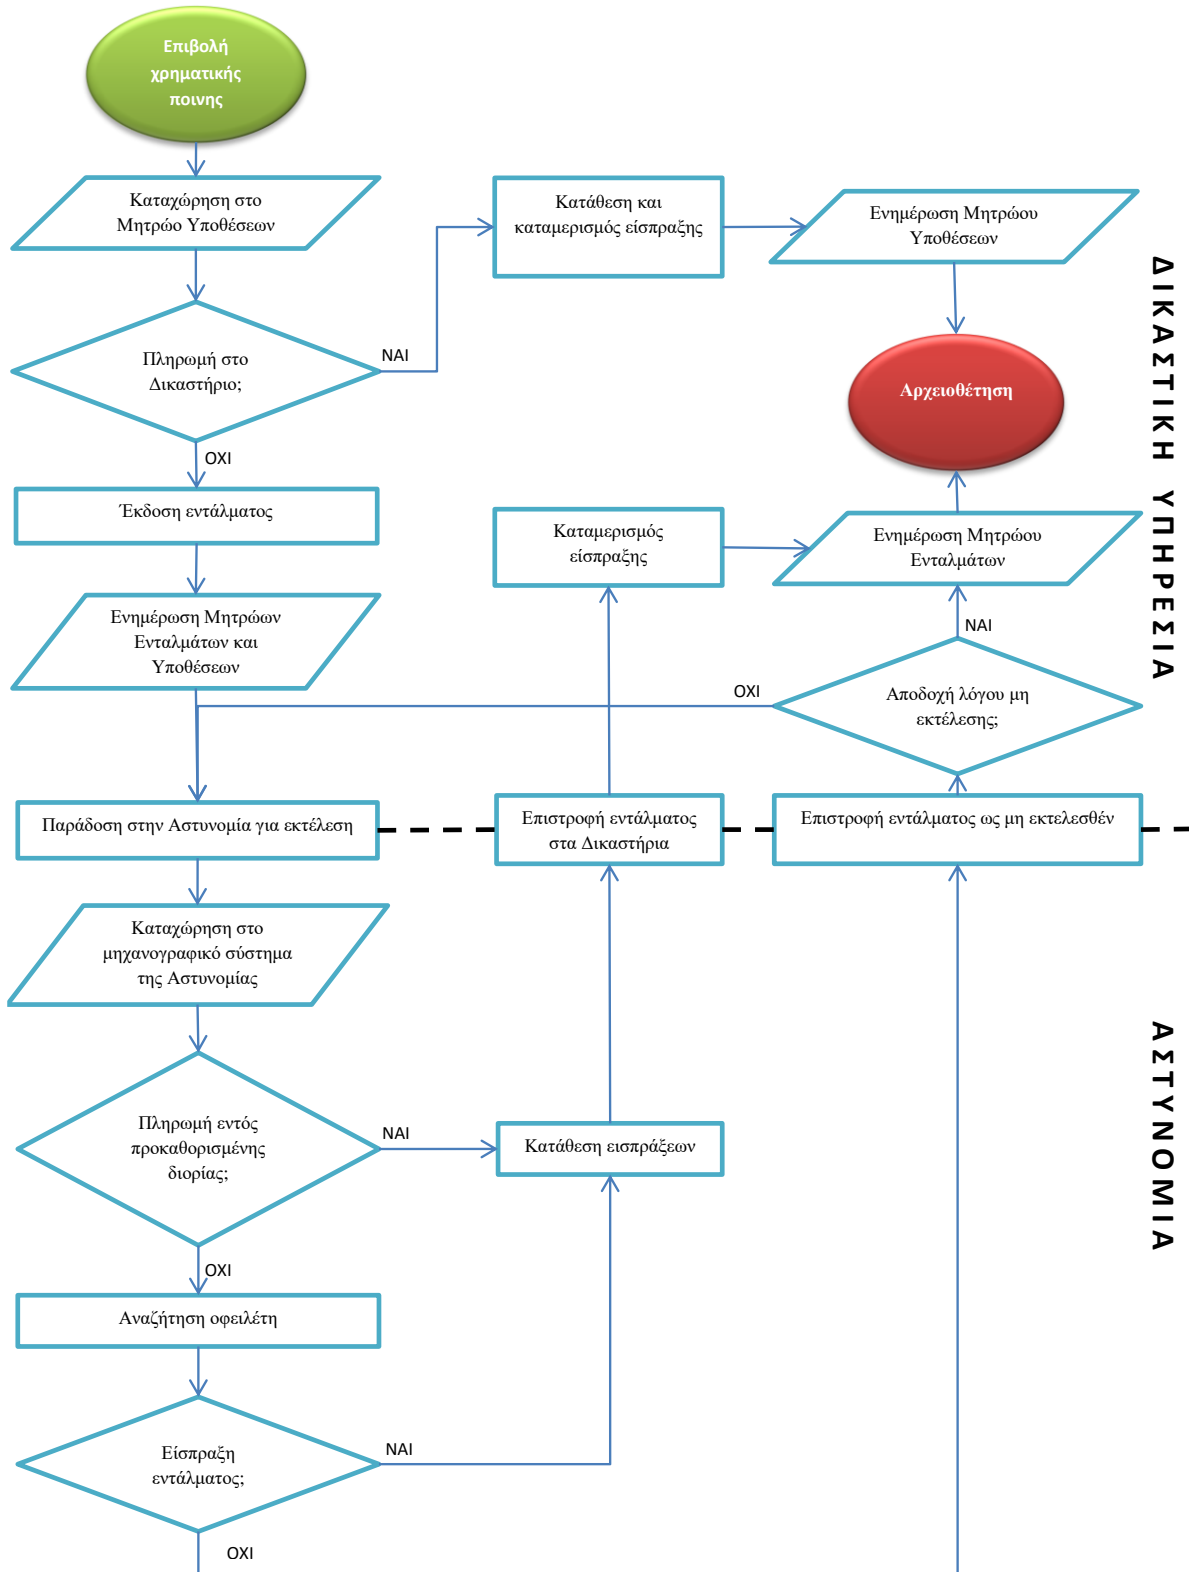 Επιβολή
χρηματικής
ποινης
Καταχώρηση στο
Μητρώο Υποθέσεων
Κατάθεση και
καταμερισμός είσπραξης
Ενημέρωση Μητρώου
Υποθέσεων
Πληρωμή στο
Δικαστήριο;
ΝΑΙ
ΟΧΙ
Αρχειοθέτηση
ΔΙΚΑΣΤΙΚΗ ΥΠΗΡΕΣΙΑ
Έκδοση εντάλματος
Καταμερισμός
είσπραξης
Ενημέρωση Μητρώου
Ενταλμάτων
Ενημέρωση Μητρώων
Ενταλμάτων και
Υποθέσεων
ΝΑΙ
ΟΧΙ
Αποδοχή λόγου μη
εκτέλεσης;
Παράδοση στην Αστυνομία για εκτέλεση
Επιστροφή εντάλματος
στα Δικαστήρια
Επιστροφή εντάλματος ως μη εκτελεσθέν
Καταχώρηση στο
μηχανογραφικό σύστημα
της Αστυνομίας
ΑΣΤΥΝΟΜΙΑ
Πληρωμή εντός
προκαθορισμένης
διορίας;
ΝΑΙ
Κατάθεση εισπράξεων
ΟΧΙ
Αναζήτηση οφειλέτη
Είσπραξη
εντάλματος;
ΝΑΙ
ΟΧΙ